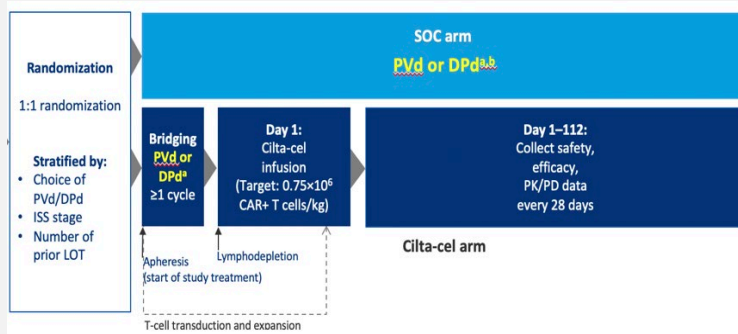 Randomization
1:1 randomization
Stratified by:
• Choice of
PVd/DPd
• ISS stage
• Number of
prior LOT
SOC arm
PVd or DPdᵃ,ᵇ
Bridging
PVd or
DPdᵃ
≥1 cycle
Day 1:
Cilta-cel
infusion
(Target: 0.75×10⁶
CAR+ T cells/kg)
Day 1–112:
Collect safety,
efficacy,
PK/PD data
every 28 days
Apheresis
(start of study treatment)
Lymphodepletion
Cilta-cel arm
T-cell transduction and expansion